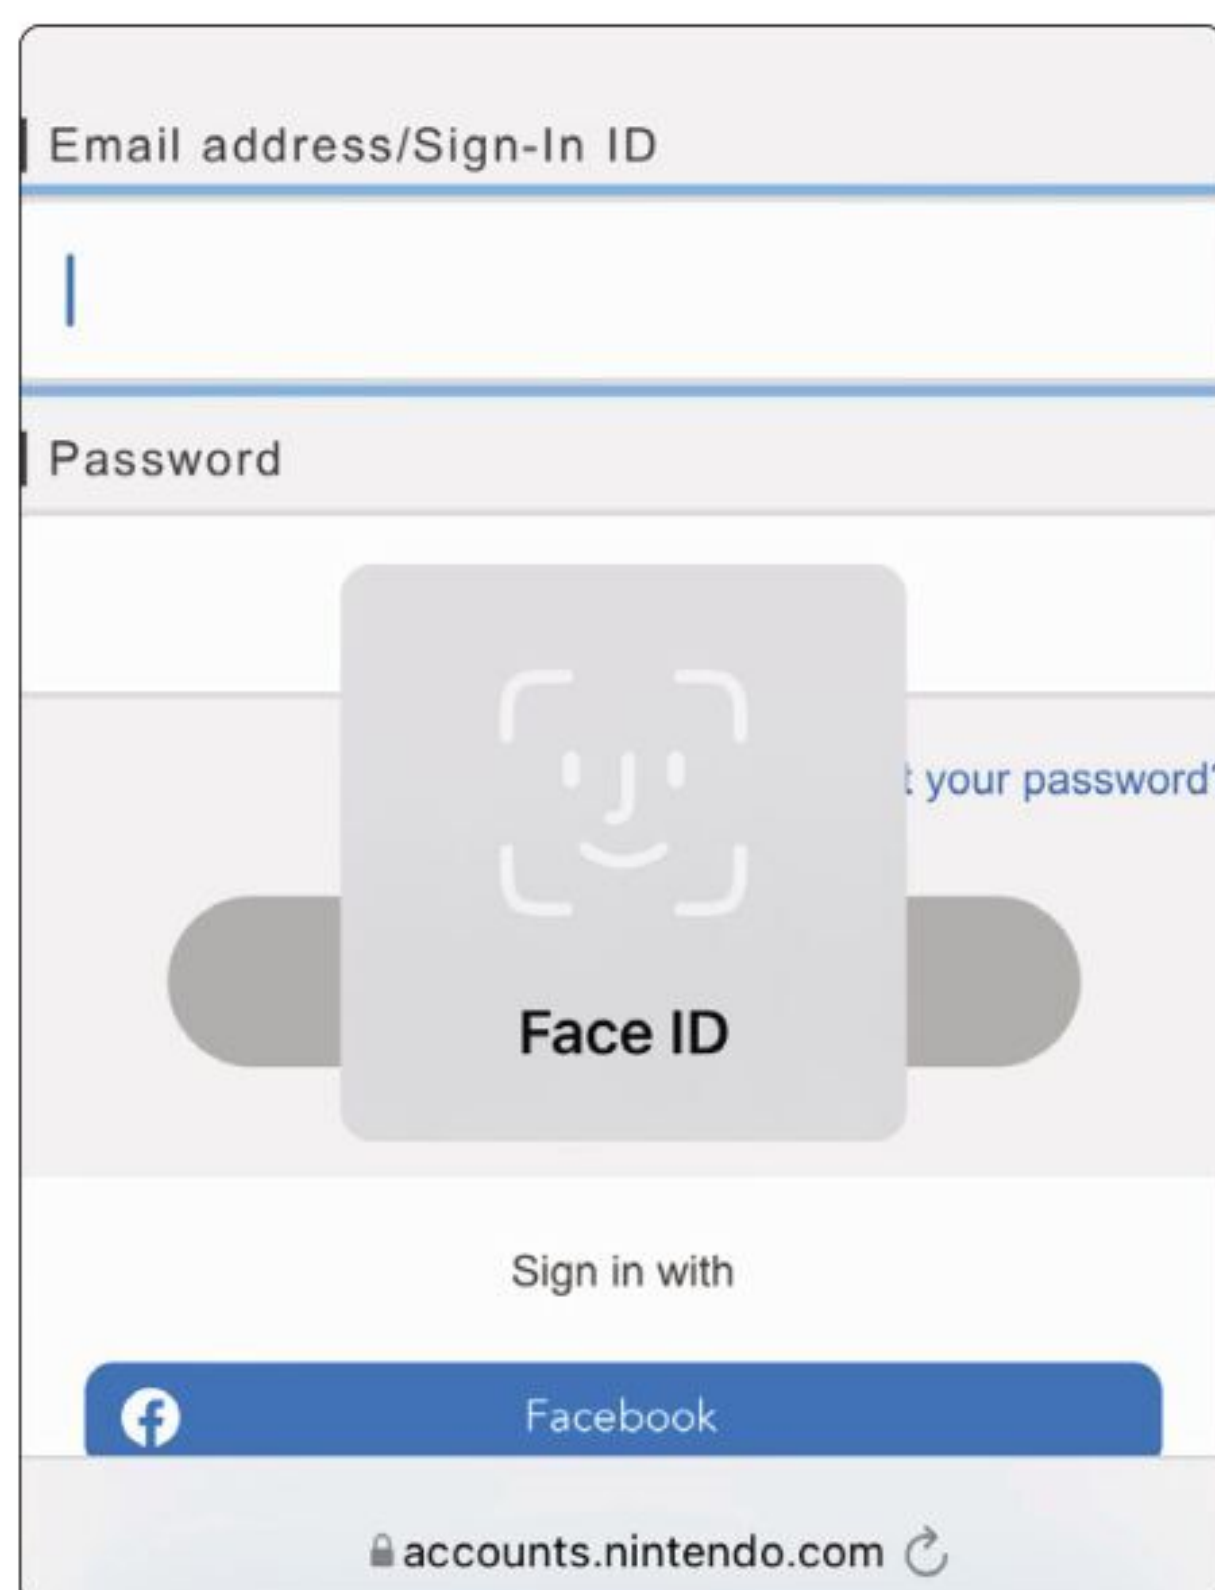 Email address/Sign-In ID
Password
t your password?
Face ID
Sign in with
Facebook
accounts.nintendo.com